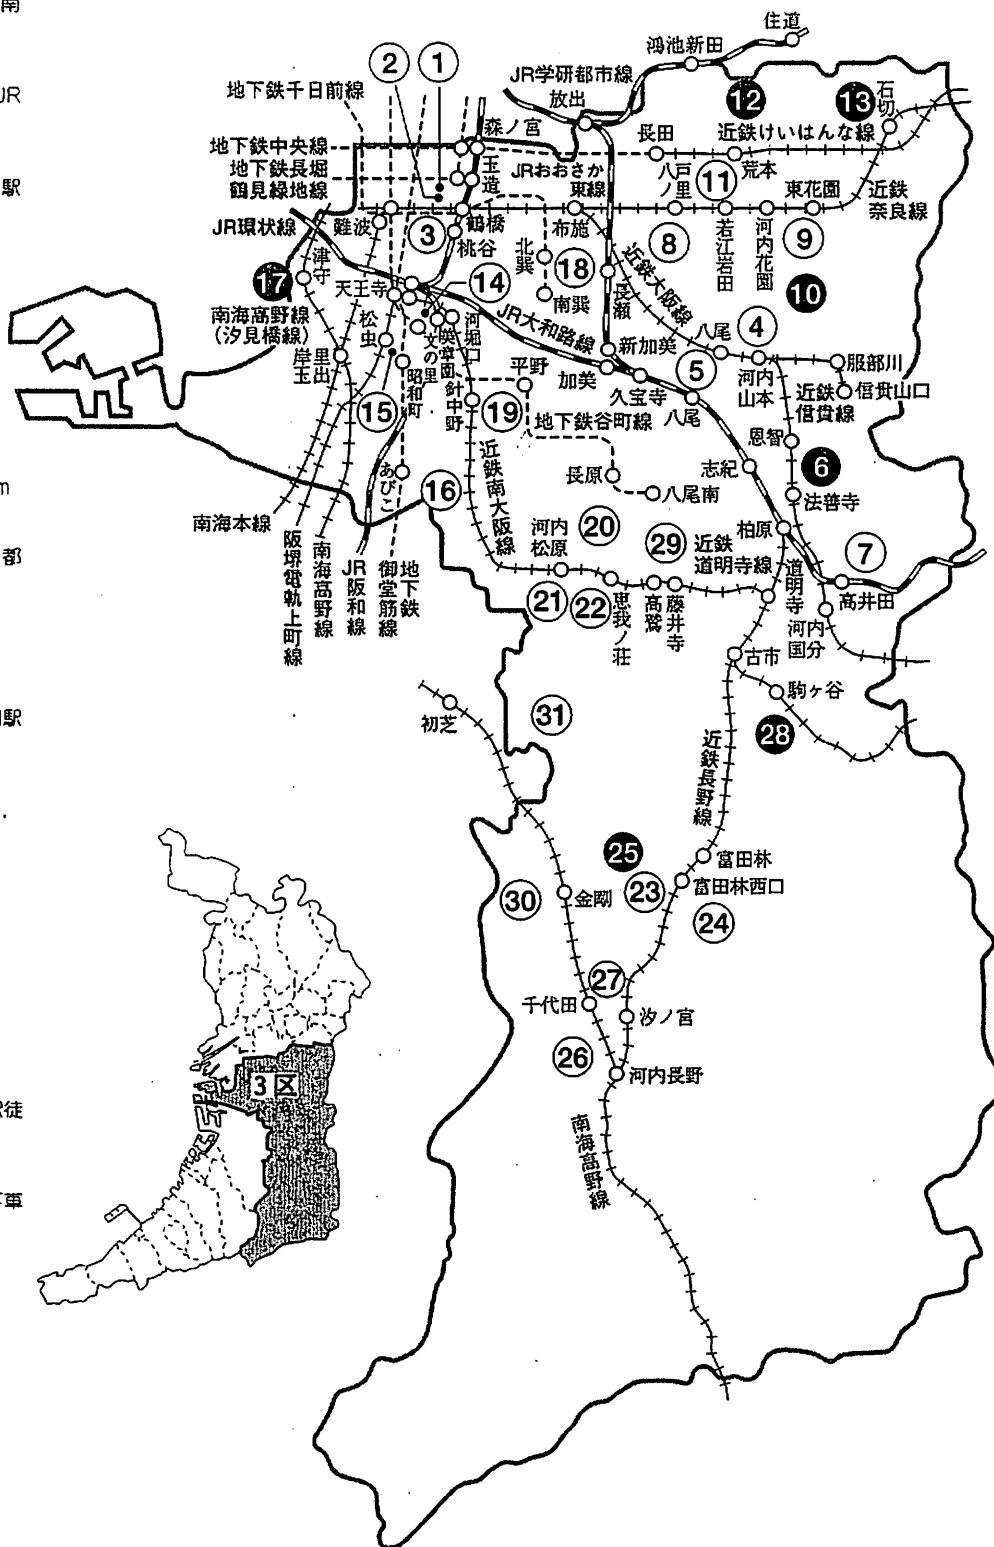 南
JR
駅
m
都
駅
徒
車
住道
鴻池新田
JR学研都市線
放出
②
①
地下鉄千日前線
森ノ宮
⓬
⓭
石切
地下鉄中央線
長田
近鉄けいはんな線
地下鉄長堀
鶴見緑地線
玉造
JRおおさか
東線
八戸ノ里
⑪
荒本
東花園
近鉄
奈良線
JR環状線
難波
③
鶴橋
桃谷
布施
⑧
若江岩田
河内花園
⑨
津守
北巽
⑱
近鉄大阪線
❿
⓱
天王寺
⑭
南巽
長瀬
南海高野線
(汐見橋線)
松虫
文の里
美章園
河堀口
JR大和路線
新加美
八尾
④
服部川
岸里玉出
昭和町
針中野
平野
加美
久宝寺
⑤
八尾
河内
山本
近鉄
信貴線
信貴山口
⑮
⑲
地下鉄谷町線
恩智
あびこ
⑯
近鉄南大阪線
長原
八尾南
志紀
❻
法善寺
南海本線
阪堺電軌上町線
南海高野線
JR阪和線
地下鉄
御堂筋線
河内
松原
⑳
㉙
近鉄
道明寺線
柏原
⑦
㉑
㉒
恵我ノ荘
高鷲
藤井寺
道明寺
高井田
河内
国分
古市
駒ヶ谷
初芝
㉛
28
近鉄長野線
25
富田林
㉚
金剛
㉓
富田林西口
㉔
㉗
千代田
汐ノ宮
㉖
河内長野
3区
南海高野線